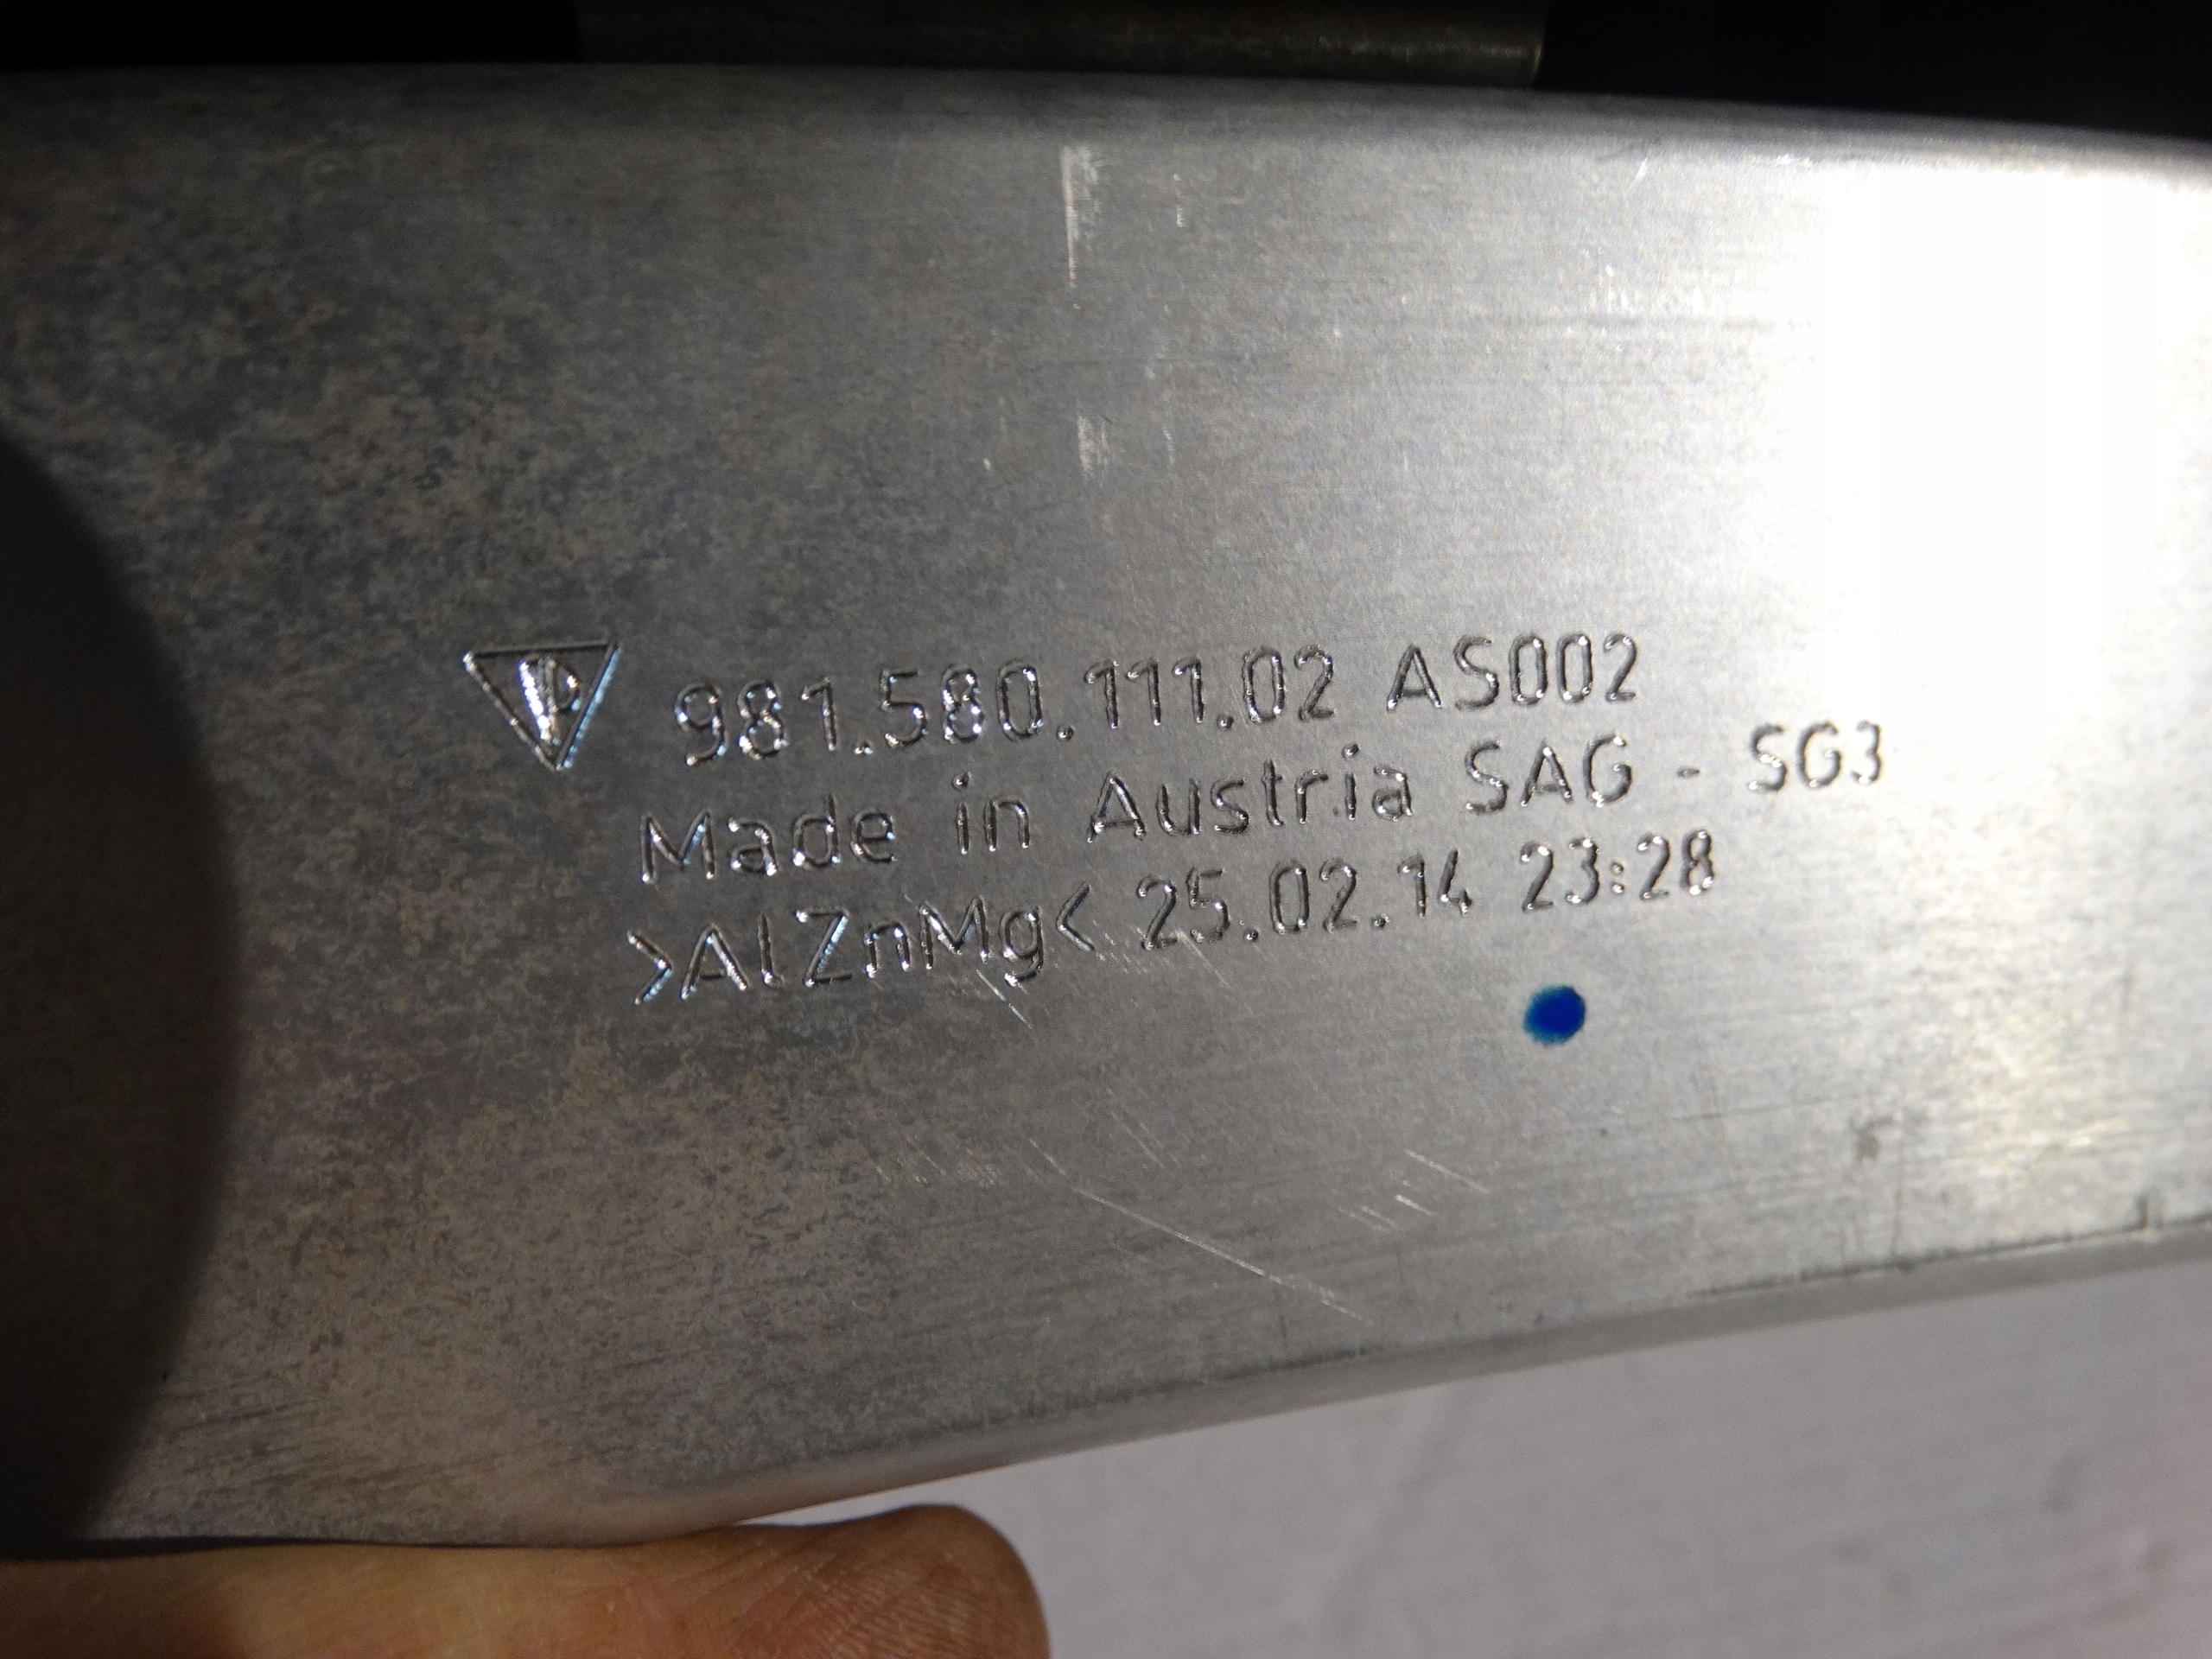 P 981.580.111.02 AS002
Made in Austria SAG - SG3
>AlZnMg< 25.02.14 23:28